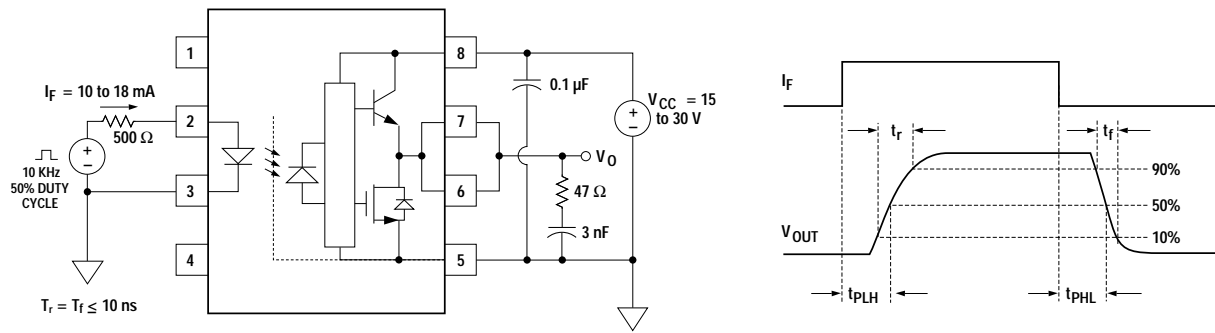 1
8
I_F = 10 to 18 mA
0.1 µF
V_CC = 15
to 30 V
+
–
2
7
500 Ω
+
–
10 KHz
50% DUTY
CYCLE
V_O
3
6
47 Ω
3 nF
4
5
T_r = T_f ≤ 10 ns
I_F
t_r
t_f
90%
50%
V_OUT
10%
t_PLH
t_PHL